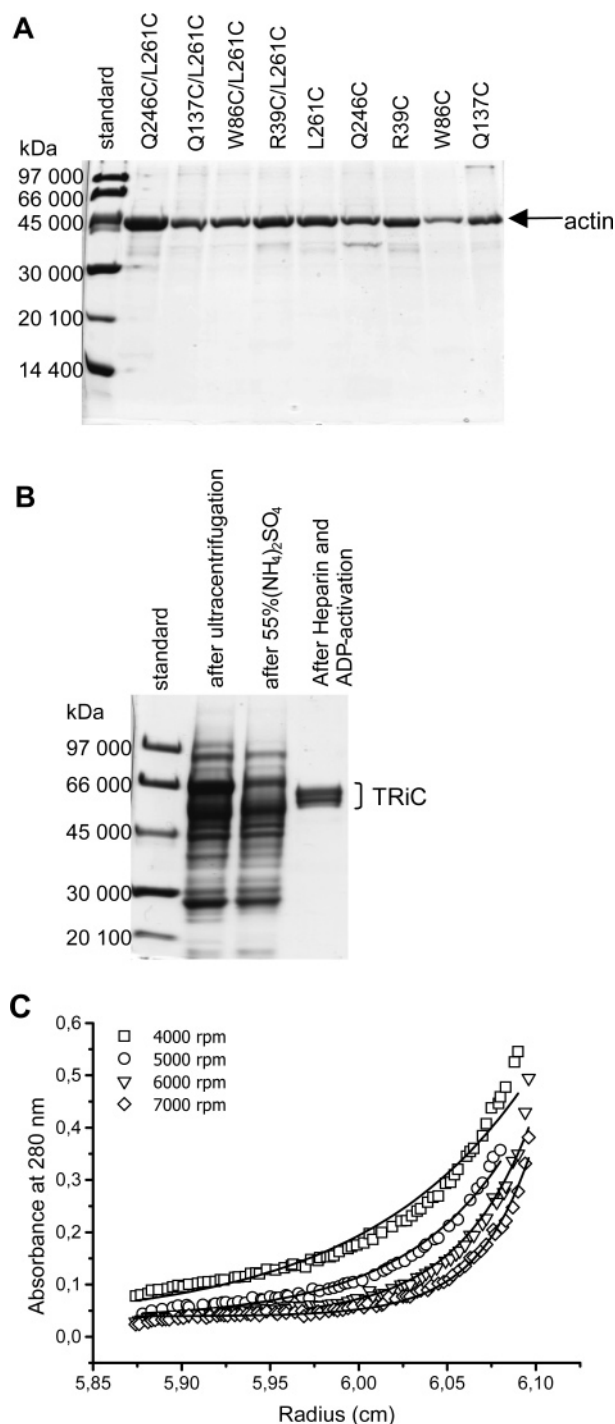 A
standard
Q246C/L261C
Q137C/L261C
W86C/L261C
R39C/L261C
L261C
Q246C
R39C
W86C
Q137C
kDa
97 000
66 000
45 000
30 000
20 100
14 400
actin
B
standard
after ultracentrifugation
after 55%(NH₄)₂SO₄
After Heparin and
ADP-activation
kDa
97 000
66 000
45 000
30 000
20 100
TRiC
C
0,6
0,5
0,4
0,3
0,2
0,1
0,0
Absorbance at 280 nm
4000 rpm
5000 rpm
6000 rpm
7000 rpm
5,85
5,90
5,95
6,00
6,05
6,10
Radius (cm)